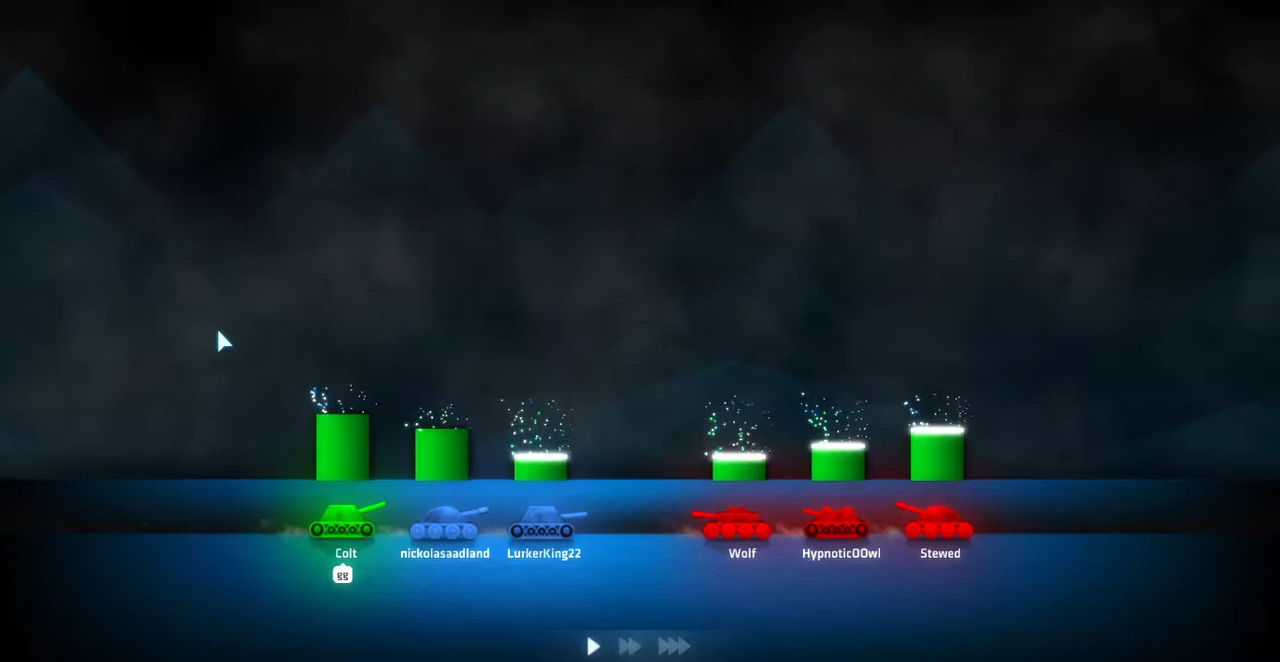 Colt
nickolasaadland
LurkerKing22
Wolf
HypnoticOOwl
Stewed
gg